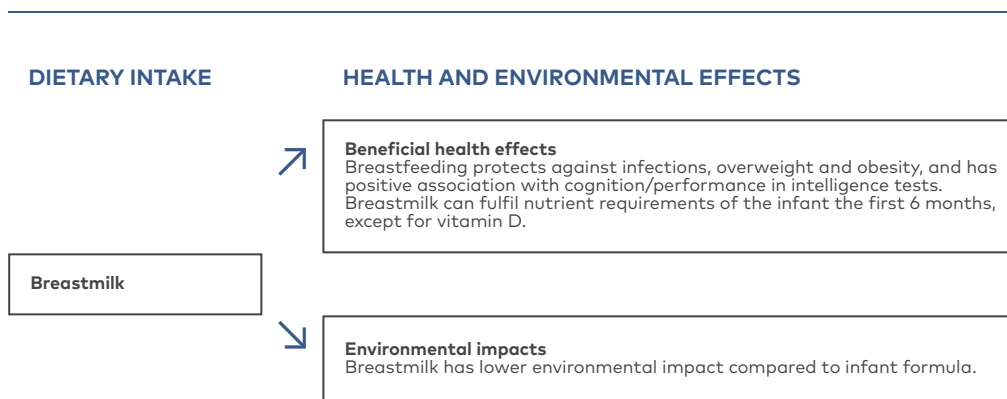 DIETARY INTAKE
HEALTH AND ENVIRONMENTAL EFFECTS
Beneficial health effects
Breastfeeding protects against infections, overweight and obesity, and has
positive association with cognition/performance in intelligence tests.
Breastmilk can fulfil nutrient requirements of the infant the first 6 months,
except for vitamin D.
Breastmilk
Environmental impacts
Breastmilk has lower environmental impact compared to infant formula.